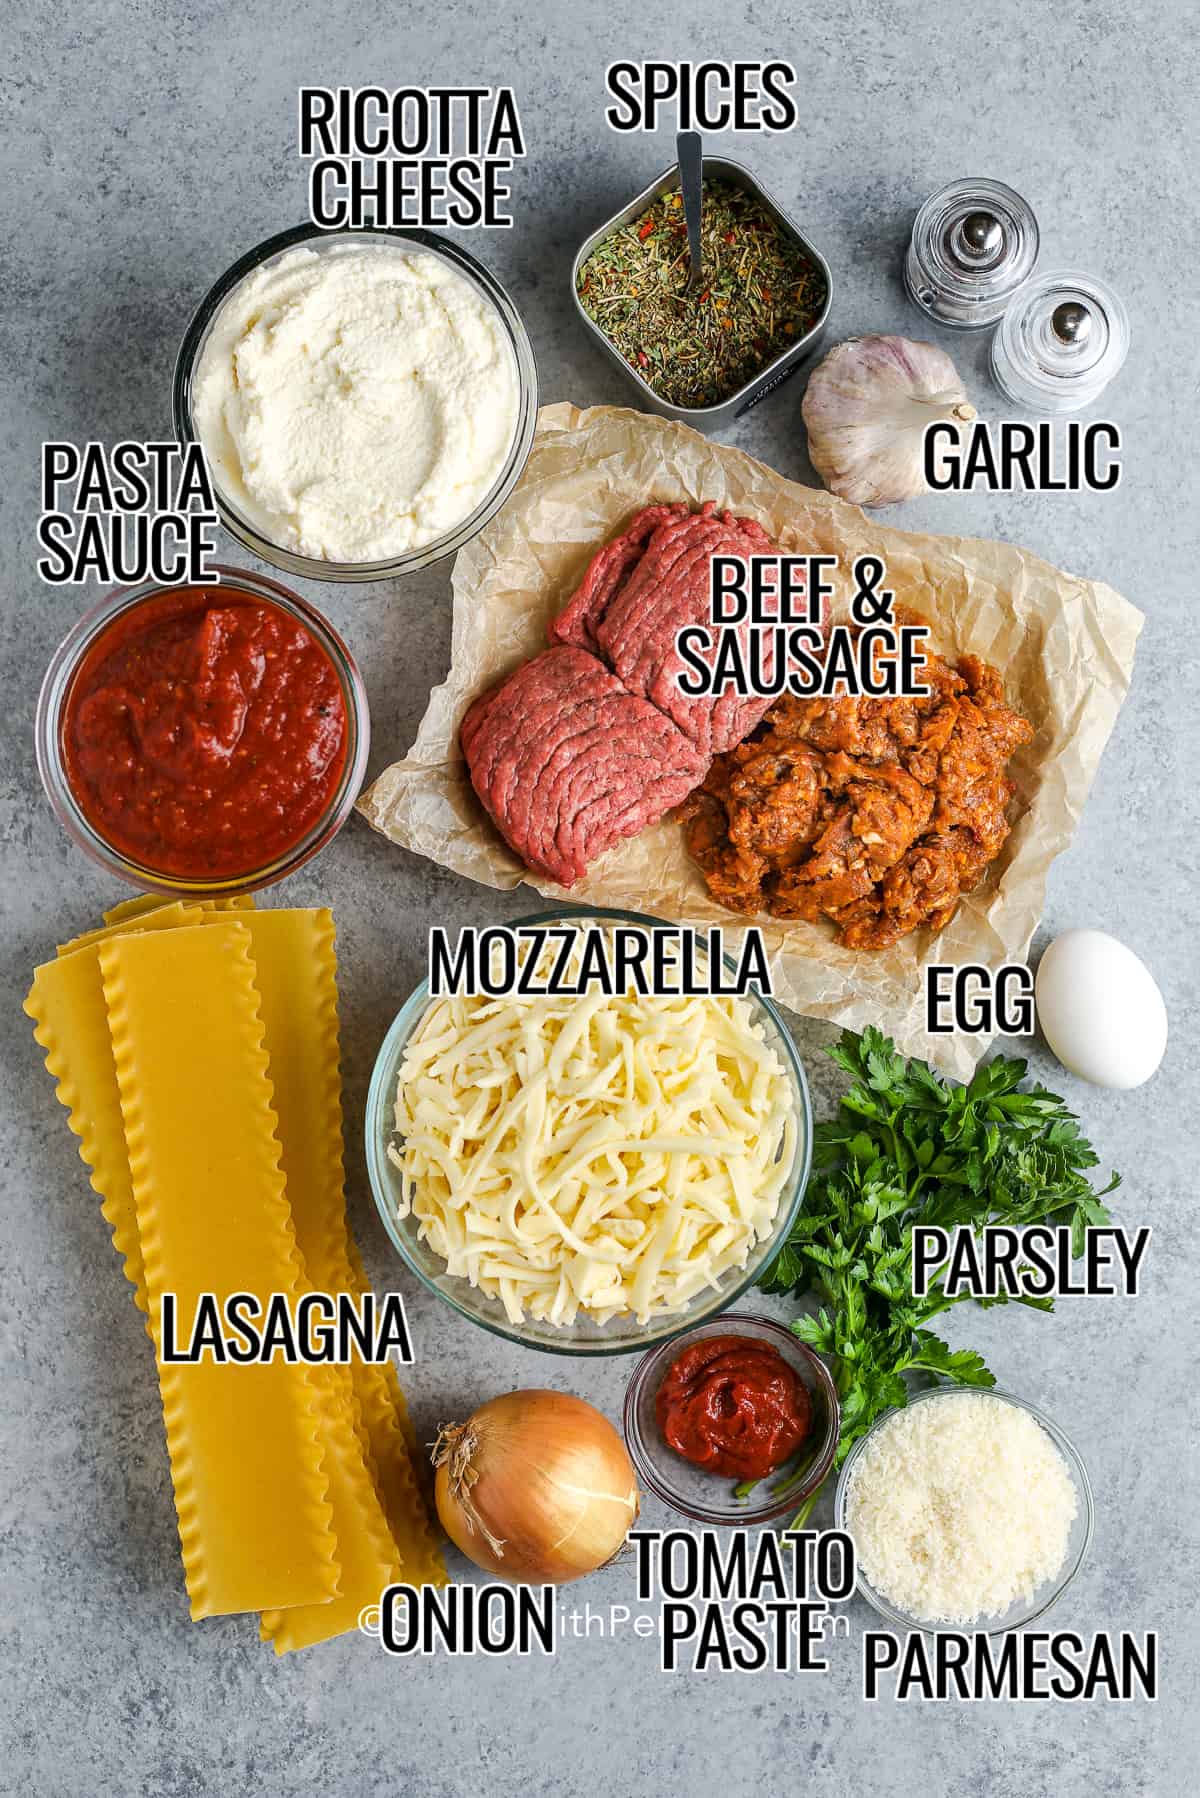 SPICES
RICOTTA
CHEESE
GARLIC
PASTA
SAUCE
BEEF &
SAUSAGE
MOZZARELLA
EGG
PARSLEY
LASAGNA
TOMATO
PASTE
ONION
PARMESAN